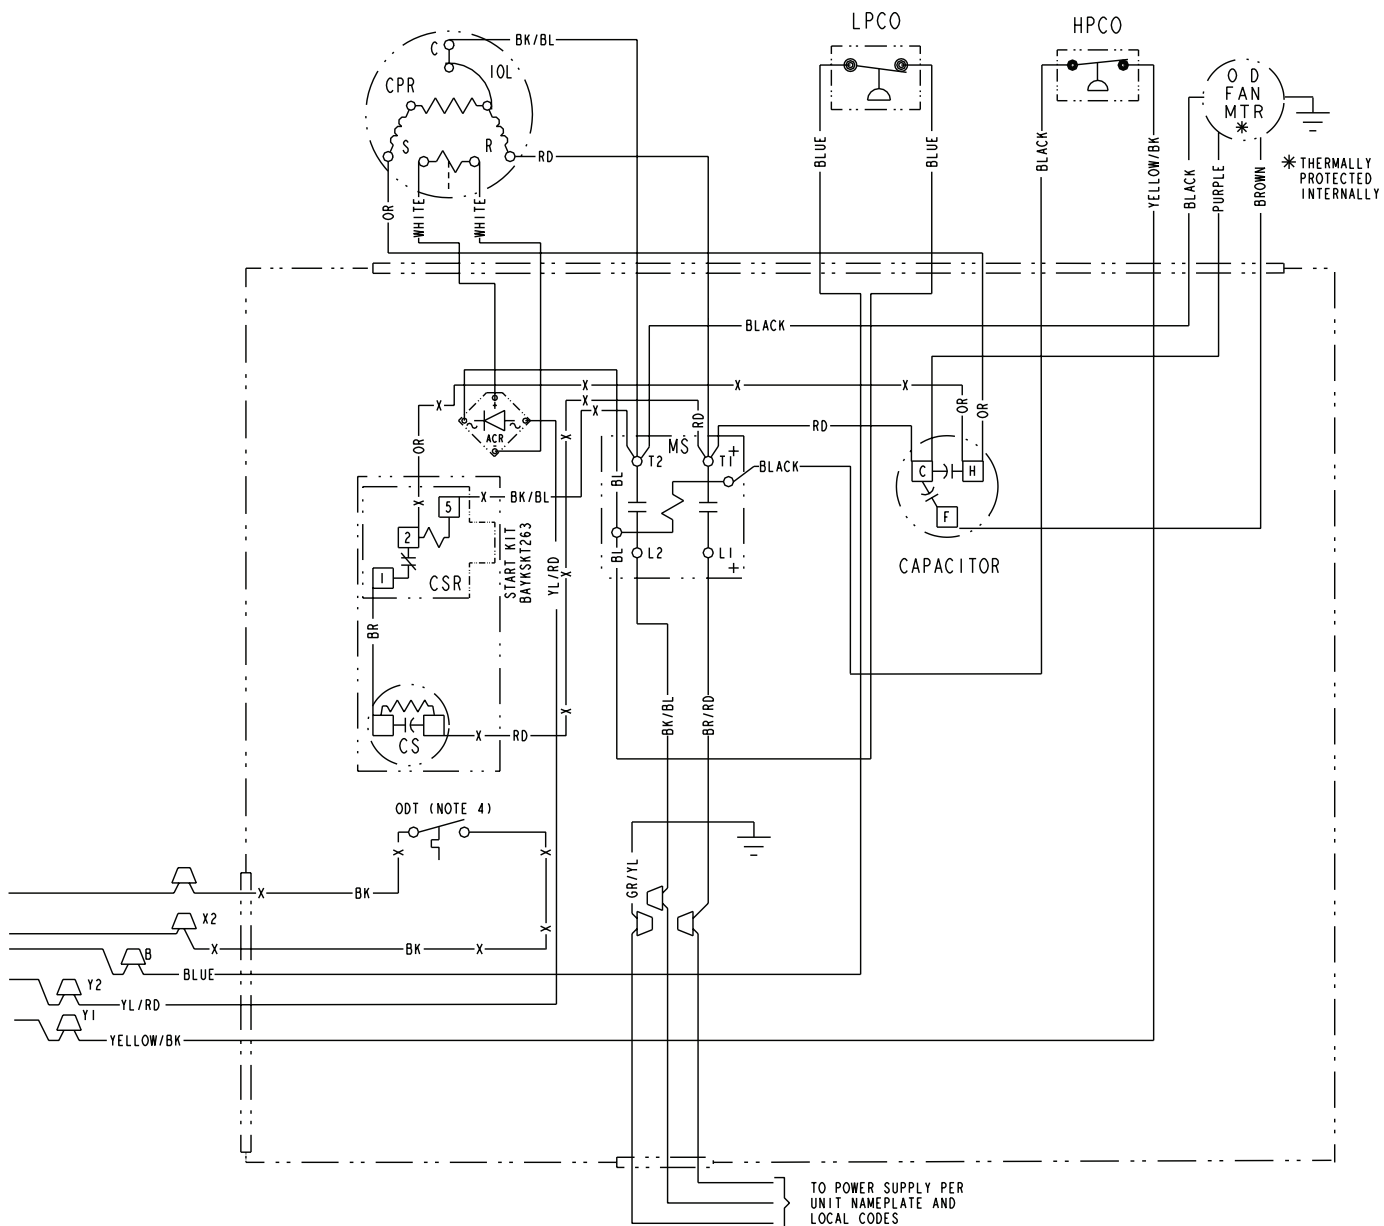 LPCO
HPCO
C
BK/BL
IOL
CPR
S
R
RD
O D
FAN
MTR
*
* THERMALLY
PROTECTED
INTERNALLY
OR
WHITE
WHITE
BLUE
BLUE
BLACK
YELLOW/BK
BLACK
PURPLE
BROWN
BLACK
X
X
X
X
X
X
+
ACR
OR
X
RD
MS
RD
OR
OR
T2
T1
+
BLACK
C
H
F
CAPACITOR
BL
BL
L2
L1
+
X
5
X
BK/BL
2
1
CSR
START KIT
BAYKSKT263
YL/RD
X
BR
CS
X
RD
X
BK/BL
BR/RD
ODT (NOTE 4)
X
X
GR/YL
X
BK
X2
X
BK
X
X
B
BLUE
Y2
YL/RD
Y1
YELLOW/BK
TO POWER SUPPLY PER
UNIT NAMEPLATE AND
LOCAL CODES